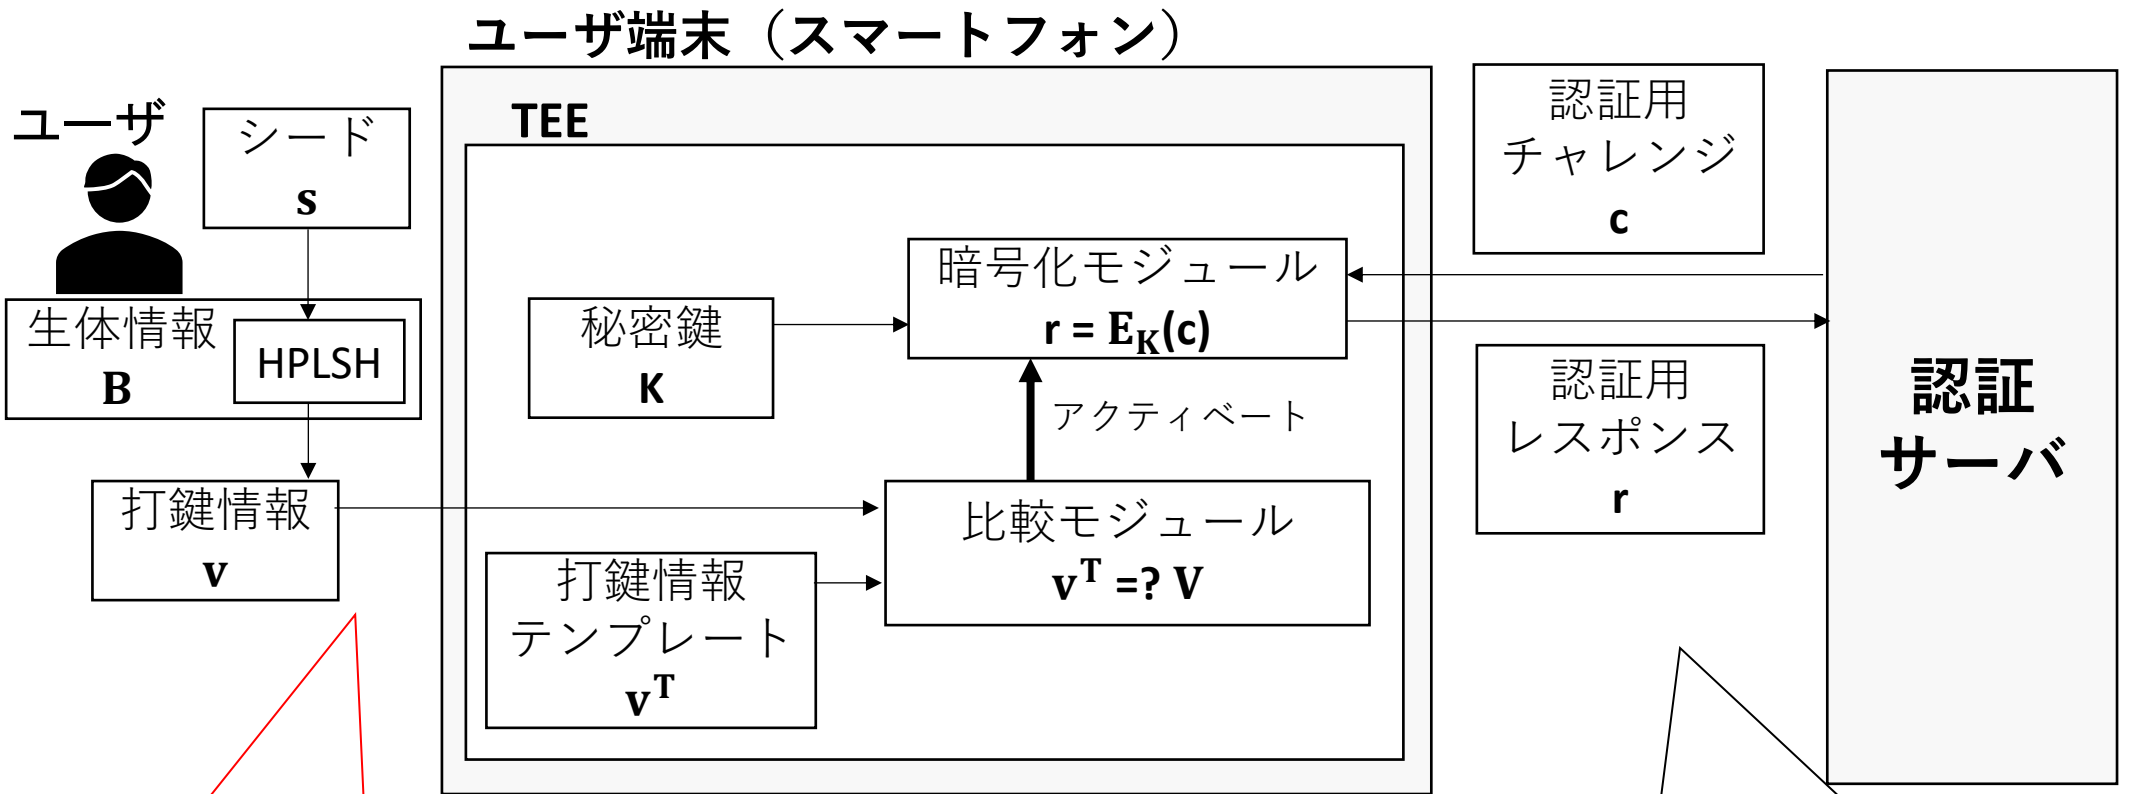 ユーザ端末（スマートフォン）
ユーザ
シード
s
生体情報
B
HPLSH
打鍵情報
v
TEE
秘密鍵
K
暗号化モジュール
r = E_K(c)
アクティベート
比較モジュール
v^T =? V
打鍵情報
テンプレート
v^T
認証用
チャレンジ
c
認証用
レスポンス
r
認証
サーバ